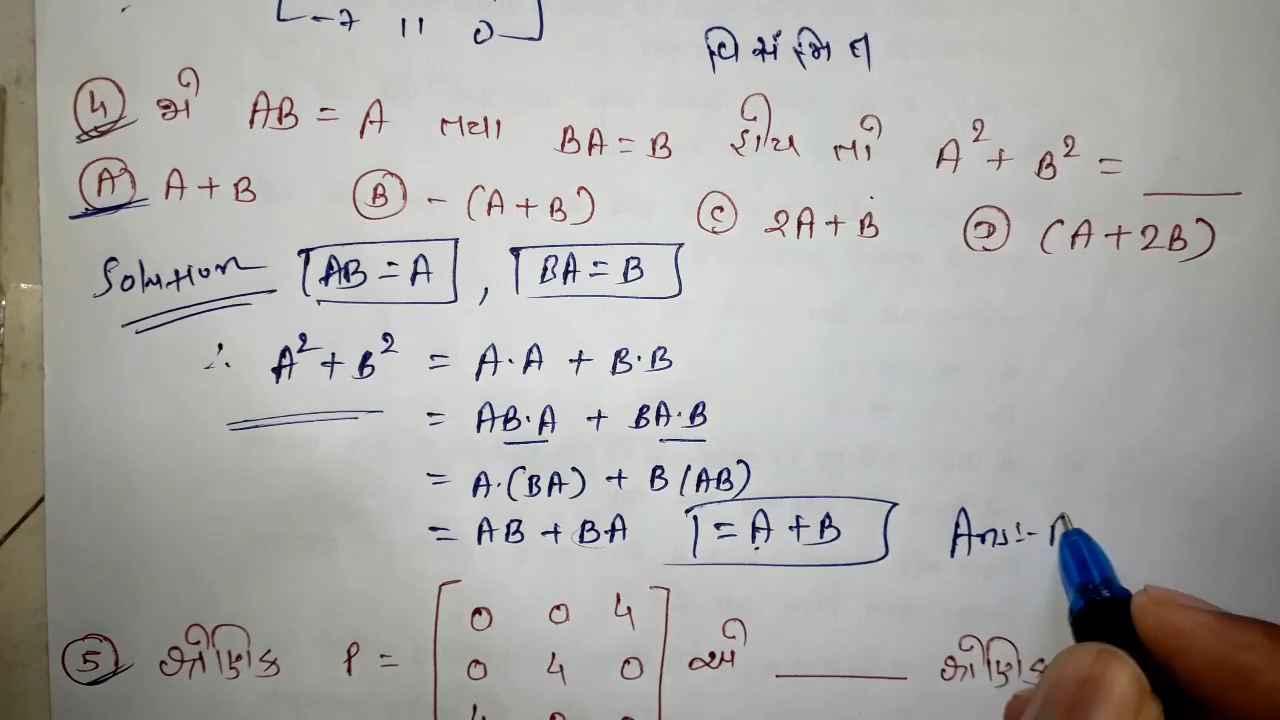 -7 11 0
વિસંમિત
4 જો AB = A તથા BA = B હોય તો A² + B² = ____
(A) A + B (B) - (A + B) (C) 2A + B (D) (A + 2B)
Solution AB = A , BA = B
∴ A² + B² = A·A + B·B
= AB·A + BA·B
= A·(BA) + B(AB)
= AB + BA = A + B Ans:-
5 શ્રેણિક P = 0 0 4 એ ____ શ્રેણિક
0 4 0